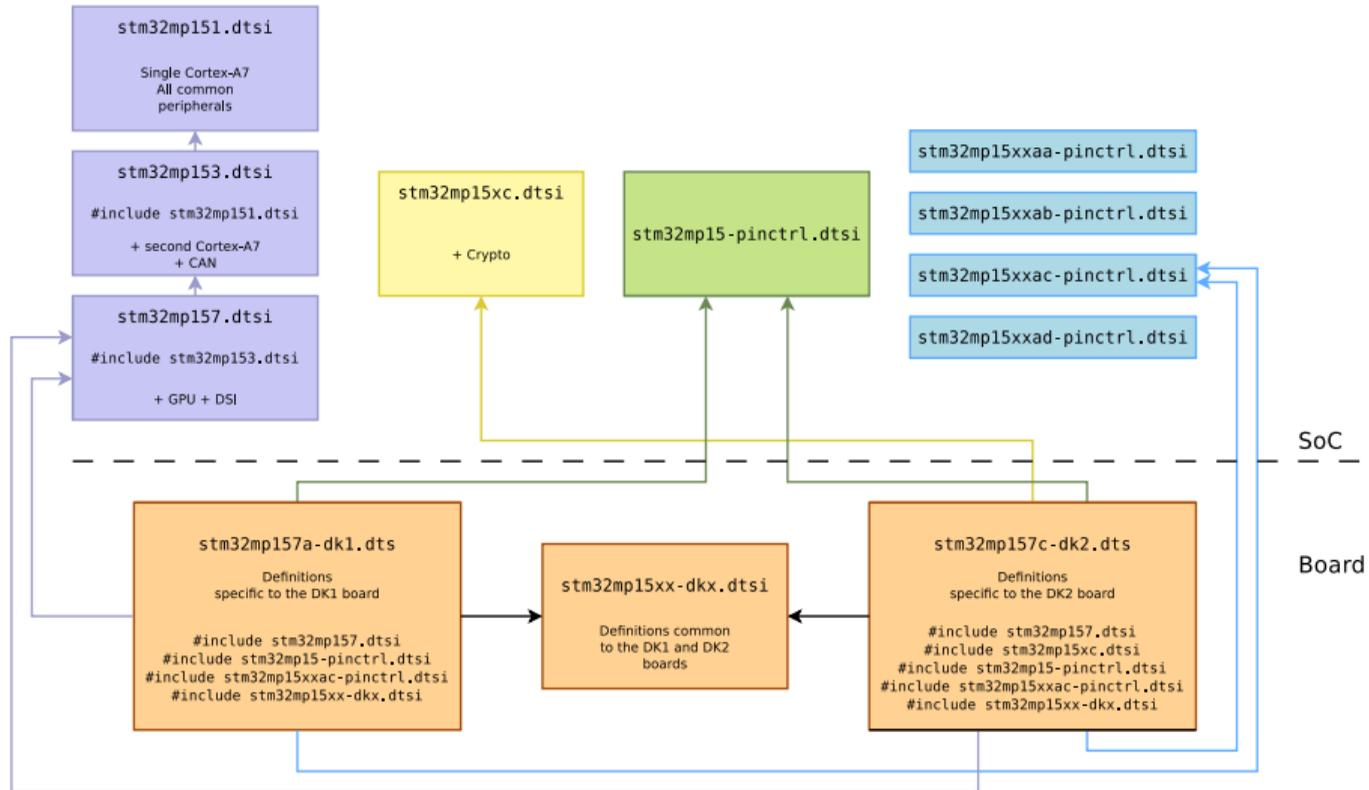 stm32mp151.dtsi
Single Cortex-A7
All common
peripherals
stm32mp153.dtsi
#include stm32mp151.dtsi
+ second Cortex-A7
+ CAN
stm32mp157.dtsi
#include stm32mp153.dtsi
+ GPU + DSI
stm32mp15xc.dtsi
+ Crypto
stm32mp15-pinctrl.dtsi
stm32mp15xxaa-pinctrl.dtsi
stm32mp15xxab-pinctrl.dtsi
stm32mp15xxac-pinctrl.dtsi
stm32mp15xxad-pinctrl.dtsi
SoC
Board
stm32mp157a-dk1.dts
Definitions
specific to the DK1 board
#include stm32mp157.dtsi
#include stm32mp15-pinctrl.dtsi
#include stm32mp15xxac-pinctrl.dtsi
#include stm32mp15xx-dkx.dtsi
stm32mp15xx-dkx.dtsi
Definitions common
to the DK1 and DK2
boards
stm32mp157c-dk2.dts
Definitions
specific to the DK2 board
#include stm32mp157.dtsi
#include stm32mp15xc.dtsi
#include stm32mp15-pinctrl.dtsi
#include stm32mp15xxac-pinctrl.dtsi
#include stm32mp15xx-dkx.dtsi